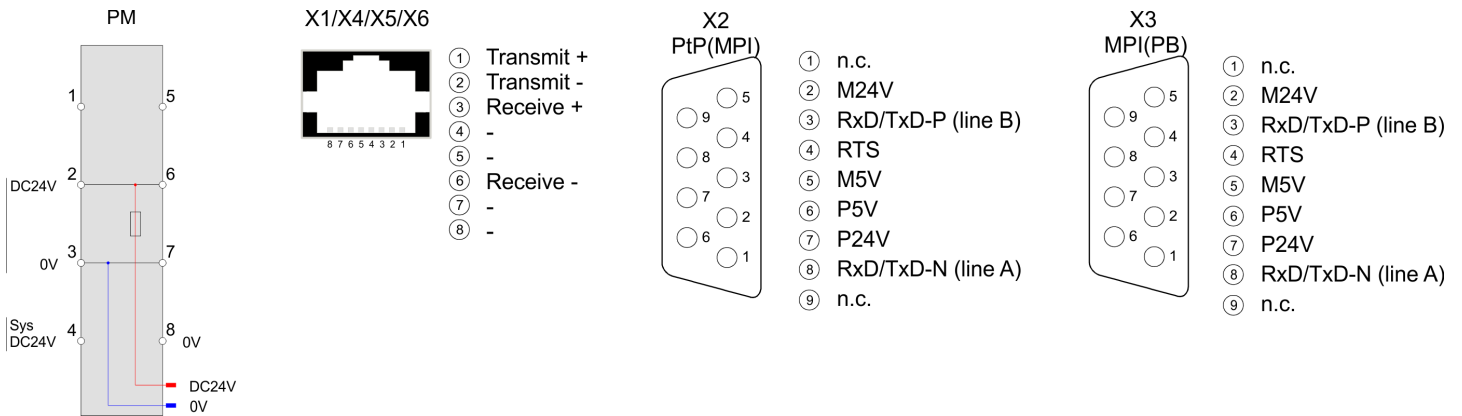 PM
1
5
2
6
DC24V
3
7
0V
Sys
DC24V
4
8
0V
DC24V
0V
X1/X4/X5/X6
8 7 6 5 4 3 2 1
1 Transmit +
2 Transmit -
3 Receive +
4 -
5 -
6 Receive -
7 -
8 -
X2
PtP(MPI)
5
9
4
8
3
7
2
6
1
1 n.c.
2 M24V
3 RxD/TxD-P (line B)
4 RTS
5 M5V
6 P5V
7 P24V
8 RxD/TxD-N (line A)
9 n.c.
X3
MPI(PB)
5
9
4
8
3
7
2
6
1
1 n.c.
2 M24V
3 RxD/TxD-P (line B)
4 RTS
5 M5V
6 P5V
7 P24V
8 RxD/TxD-N (line A)
9 n.c.